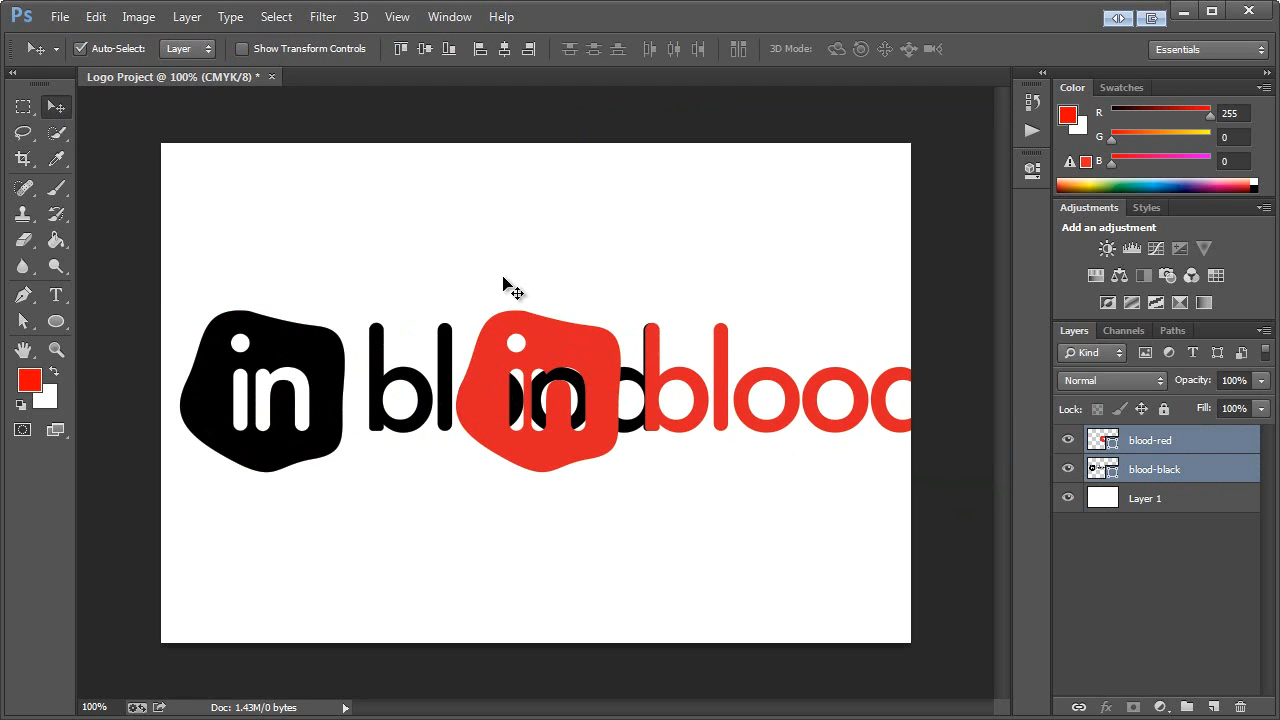 Ps File Edit Image Layer Type Select Filter 3D View Window Help
Auto-Select: Layer Show Transform Controls 3D Mode: Essentials
Logo Project @ 100% (CMYK/8) * ×
Color Swatches
R 255
G 0
B 0
Adjustments Styles
Add an adjustment
in blood
in blood
Layers Channels Paths
Kind
Normal Opacity: 100%
Lock: Fill: 100%
blood-red
blood-black
Layer 1
100% Doc: 1.43M/0 bytes